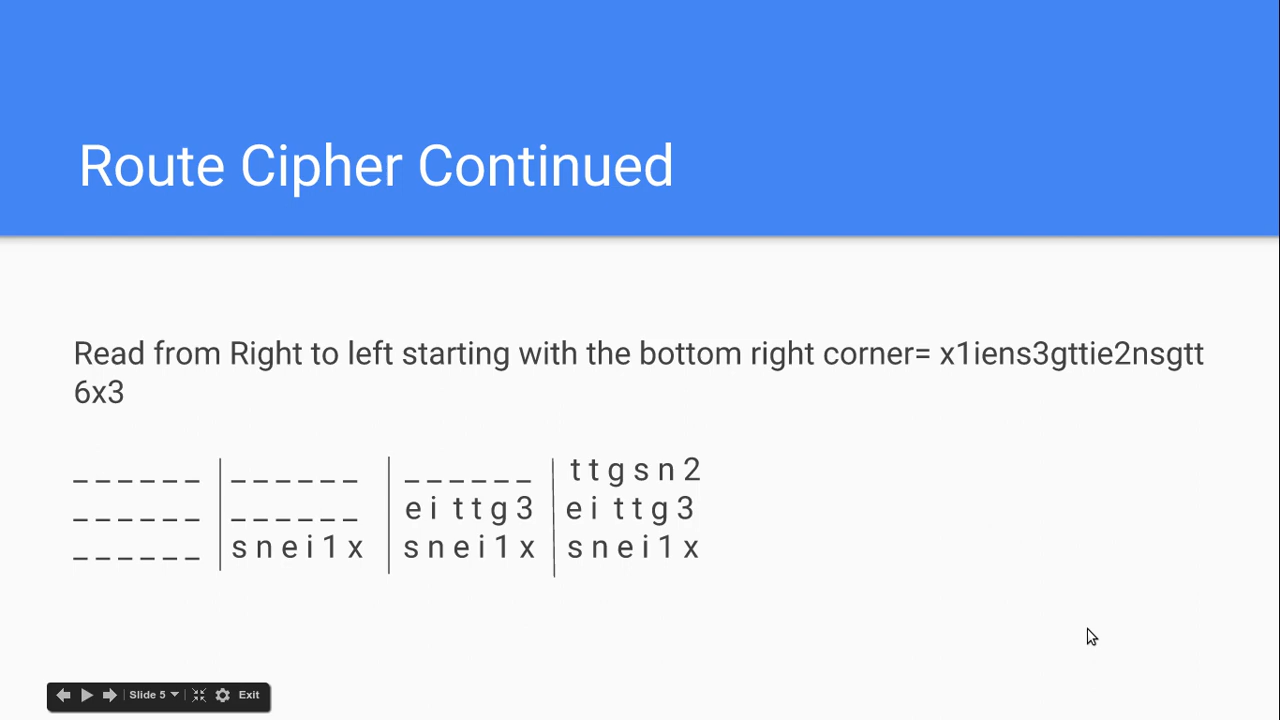 Route Cipher Continued
Read from Right to left starting with the bottom right corner= x1iens3gttie2nsgtt
6x3
_ _ _ _ _ _ | _ _ _ _ _ _ | _ _ _ _ _ _ | t t g s n 2
_ _ _ _ _ _ | _ _ _ _ _ _ | e i t t g 3 | e i t t g 3
_ _ _ _ _ _ | s n e i 1 x | s n e i 1 x | s n e i 1 x
Slide 5 Exit